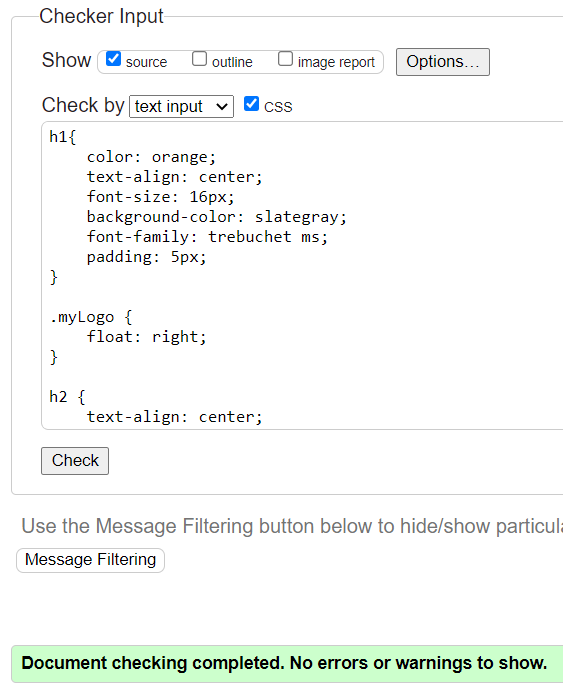 Checker Input
Show source outline image report Options...
Check by text input CSS
h1{
    color: orange;
    text-align: center;
    font-size: 16px;
    background-color: slategray;
    font-family: trebuchet ms;
    padding: 5px;
}

.myLogo {
    float: right;
}

h2 {
    text-align: center;
Check
Use the Message Filtering button below to hide/show
Message Filtering
Document checking completed. No errors or warnings to show.